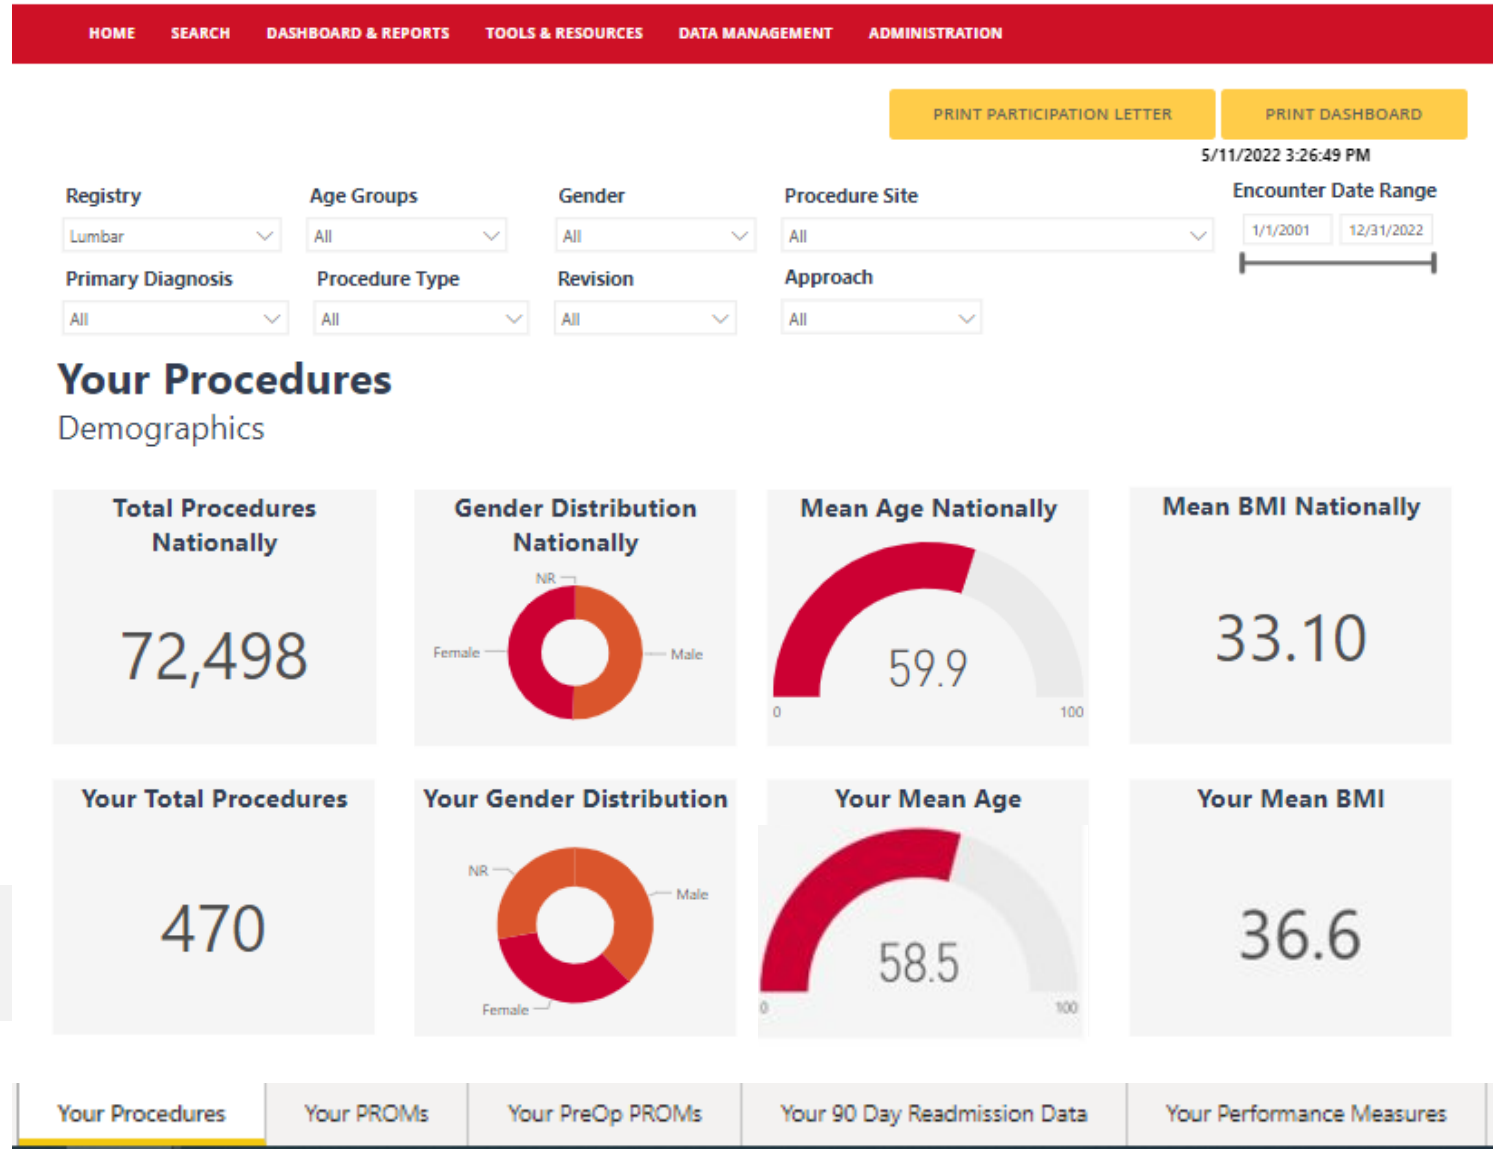 HOME SEARCH DASHBOARD & REPORTS TOOLS & RESOURCES DATA MANAGEMENT ADMINISTRATION
PRINT PARTICIPATION LETTER PRINT DASHBOARD
5/11/2022 3:26:49 PM
Registry Age Groups Gender Procedure Site Encounter Date Range
Lumbar All All All 1/1/2001 12/31/2022
Primary Diagnosis Procedure Type Revision Approach
All All All All
Your Procedures
Demographics
Total Procedures
Nationally
72,498
Gender Distribution
Nationally
NR
Female Male
Mean Age Nationally
59.9
0 100
Mean BMI Nationally
33.10
Your Total Procedures
470
Your Gender Distribution
NR
Male
Female
Your Mean Age
58.5
0 100
Your Mean BMI
36.6
Your Procedures Your PROMs Your PreOp PROMs Your 90 Day Readmission Data Your Performance Measures